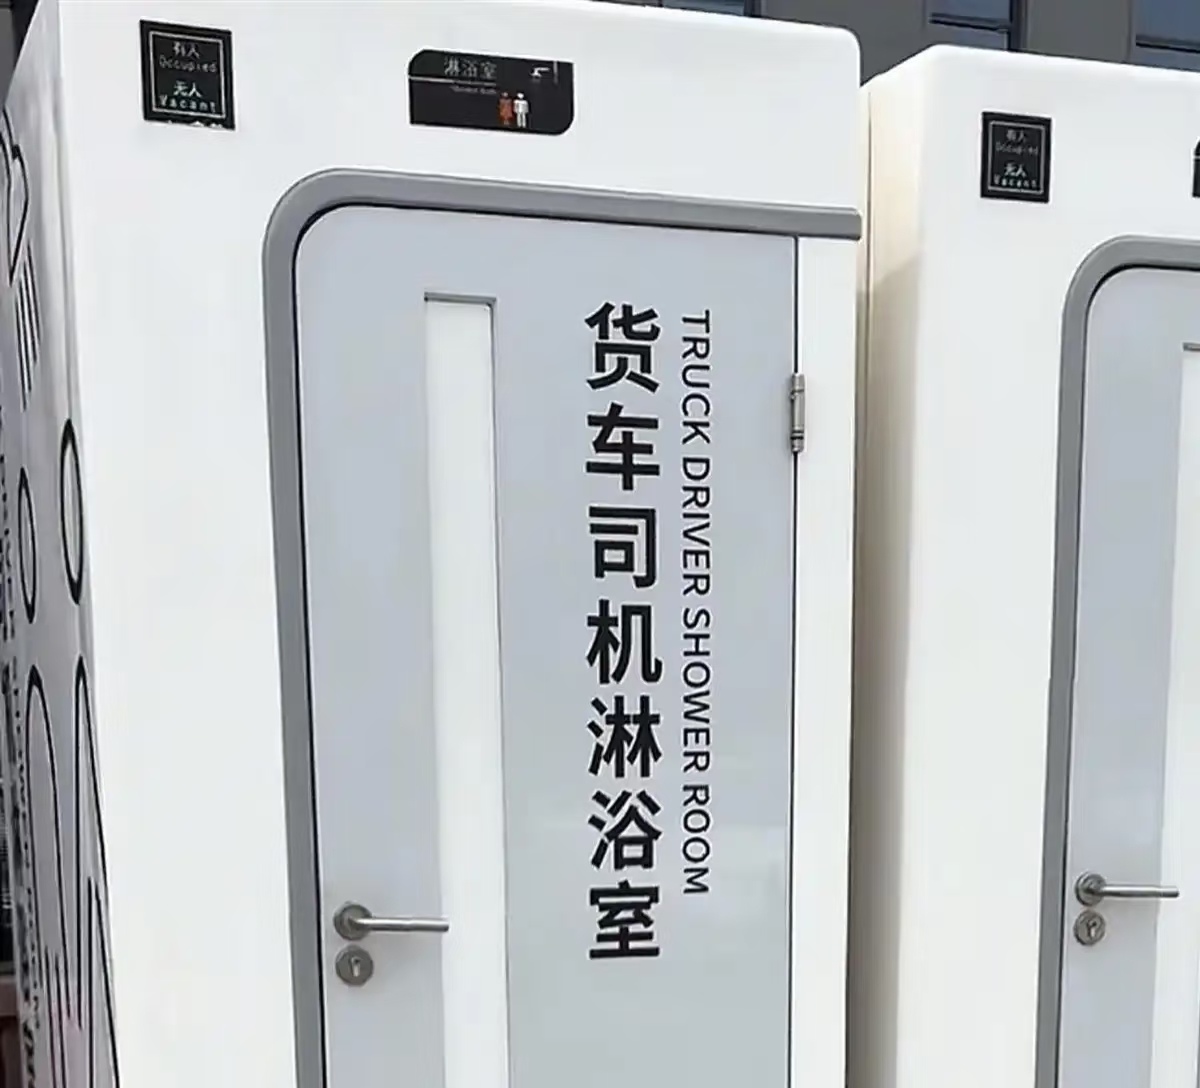 有人
Occupied
无人
Vacant
淋浴室
货车司机淋浴室
TRUCK DRIVER SHOWER ROOM
有人
Occupied
无人
Vacant